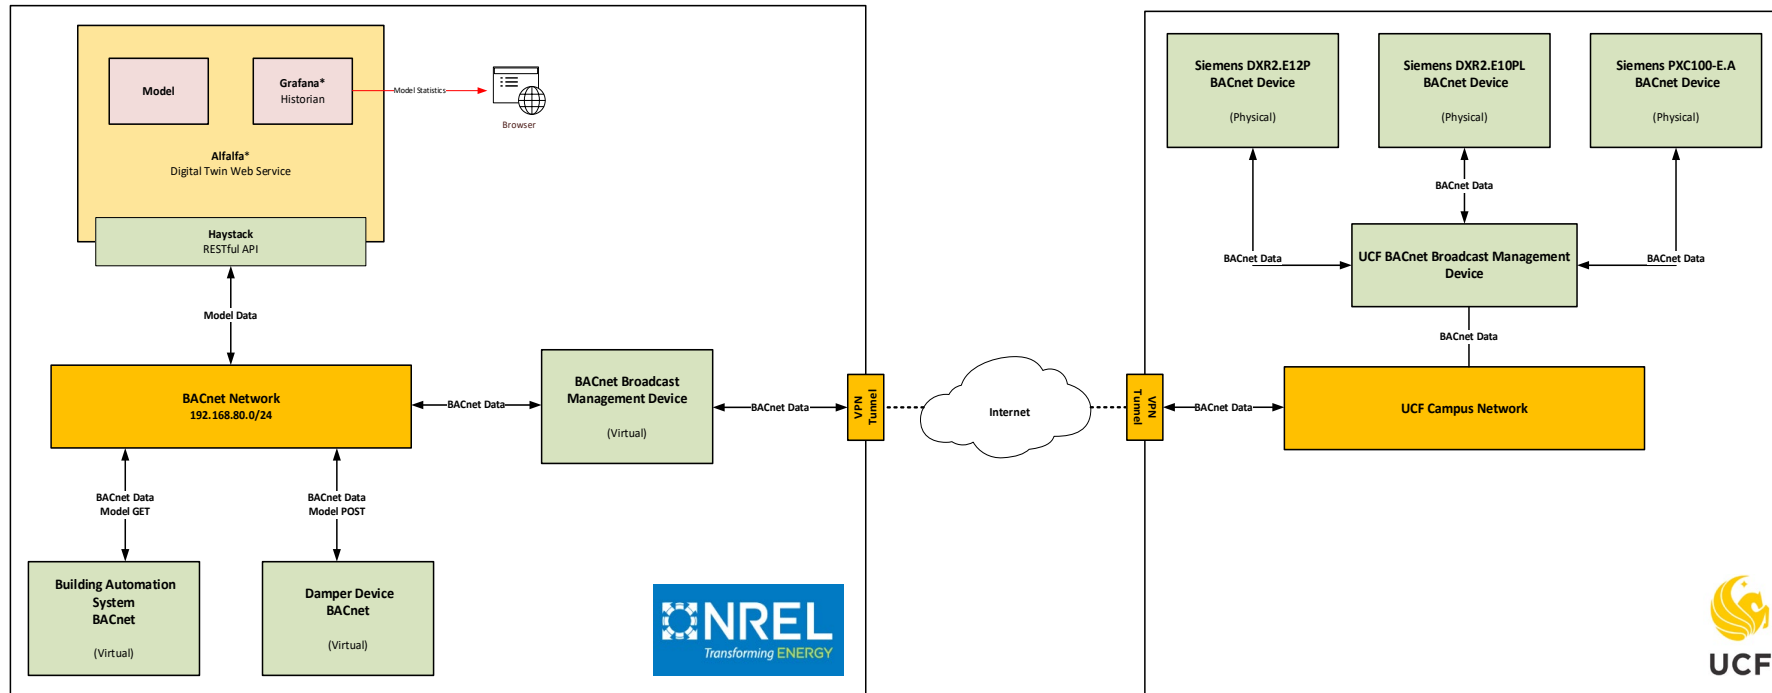 Model
Grafana*
Historian
Model Statistics
Browser
Alfalfa*
Digital Twin Web Service
Haystack
RESTful API
Model Data
BACnet Network
192.168.80.0/24
BACnet Data
BACnet Broadcast
Management Device
(Virtual)
BACnet Data
VPN
Tunnel
BACnet Data
Model GET
BACnet Data
Model POST
Building Automation
System
BACnet
(Virtual)
Damper Device
BACnet
(Virtual)
NREL
Transforming ENERGY
Internet
Siemens DXR2.E12P
BACnet Device
(Physical)
Siemens DXR2.E10PL
BACnet Device
(Physical)
Siemens PXC100-E.A
BACnet Device
(Physical)
BACnet Data
BACnet Data
BACnet Data
UCF BACnet Broadcast Management
Device
BACnet Data
VPN
Tunnel
BACnet Data
UCF Campus Network
UCF